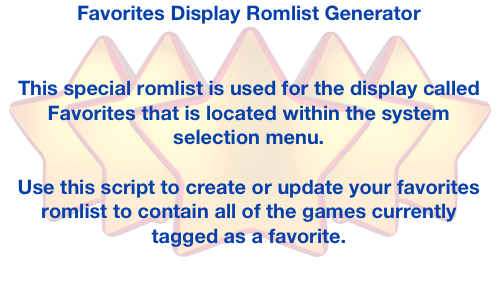 Favorites Display Romlist Generator
This special romlist is used for the display called
Favorites that is located within the system
selection menu.
Use this script to create or update your favorites
romlist to contain all of the games currently
tagged as a favorite.